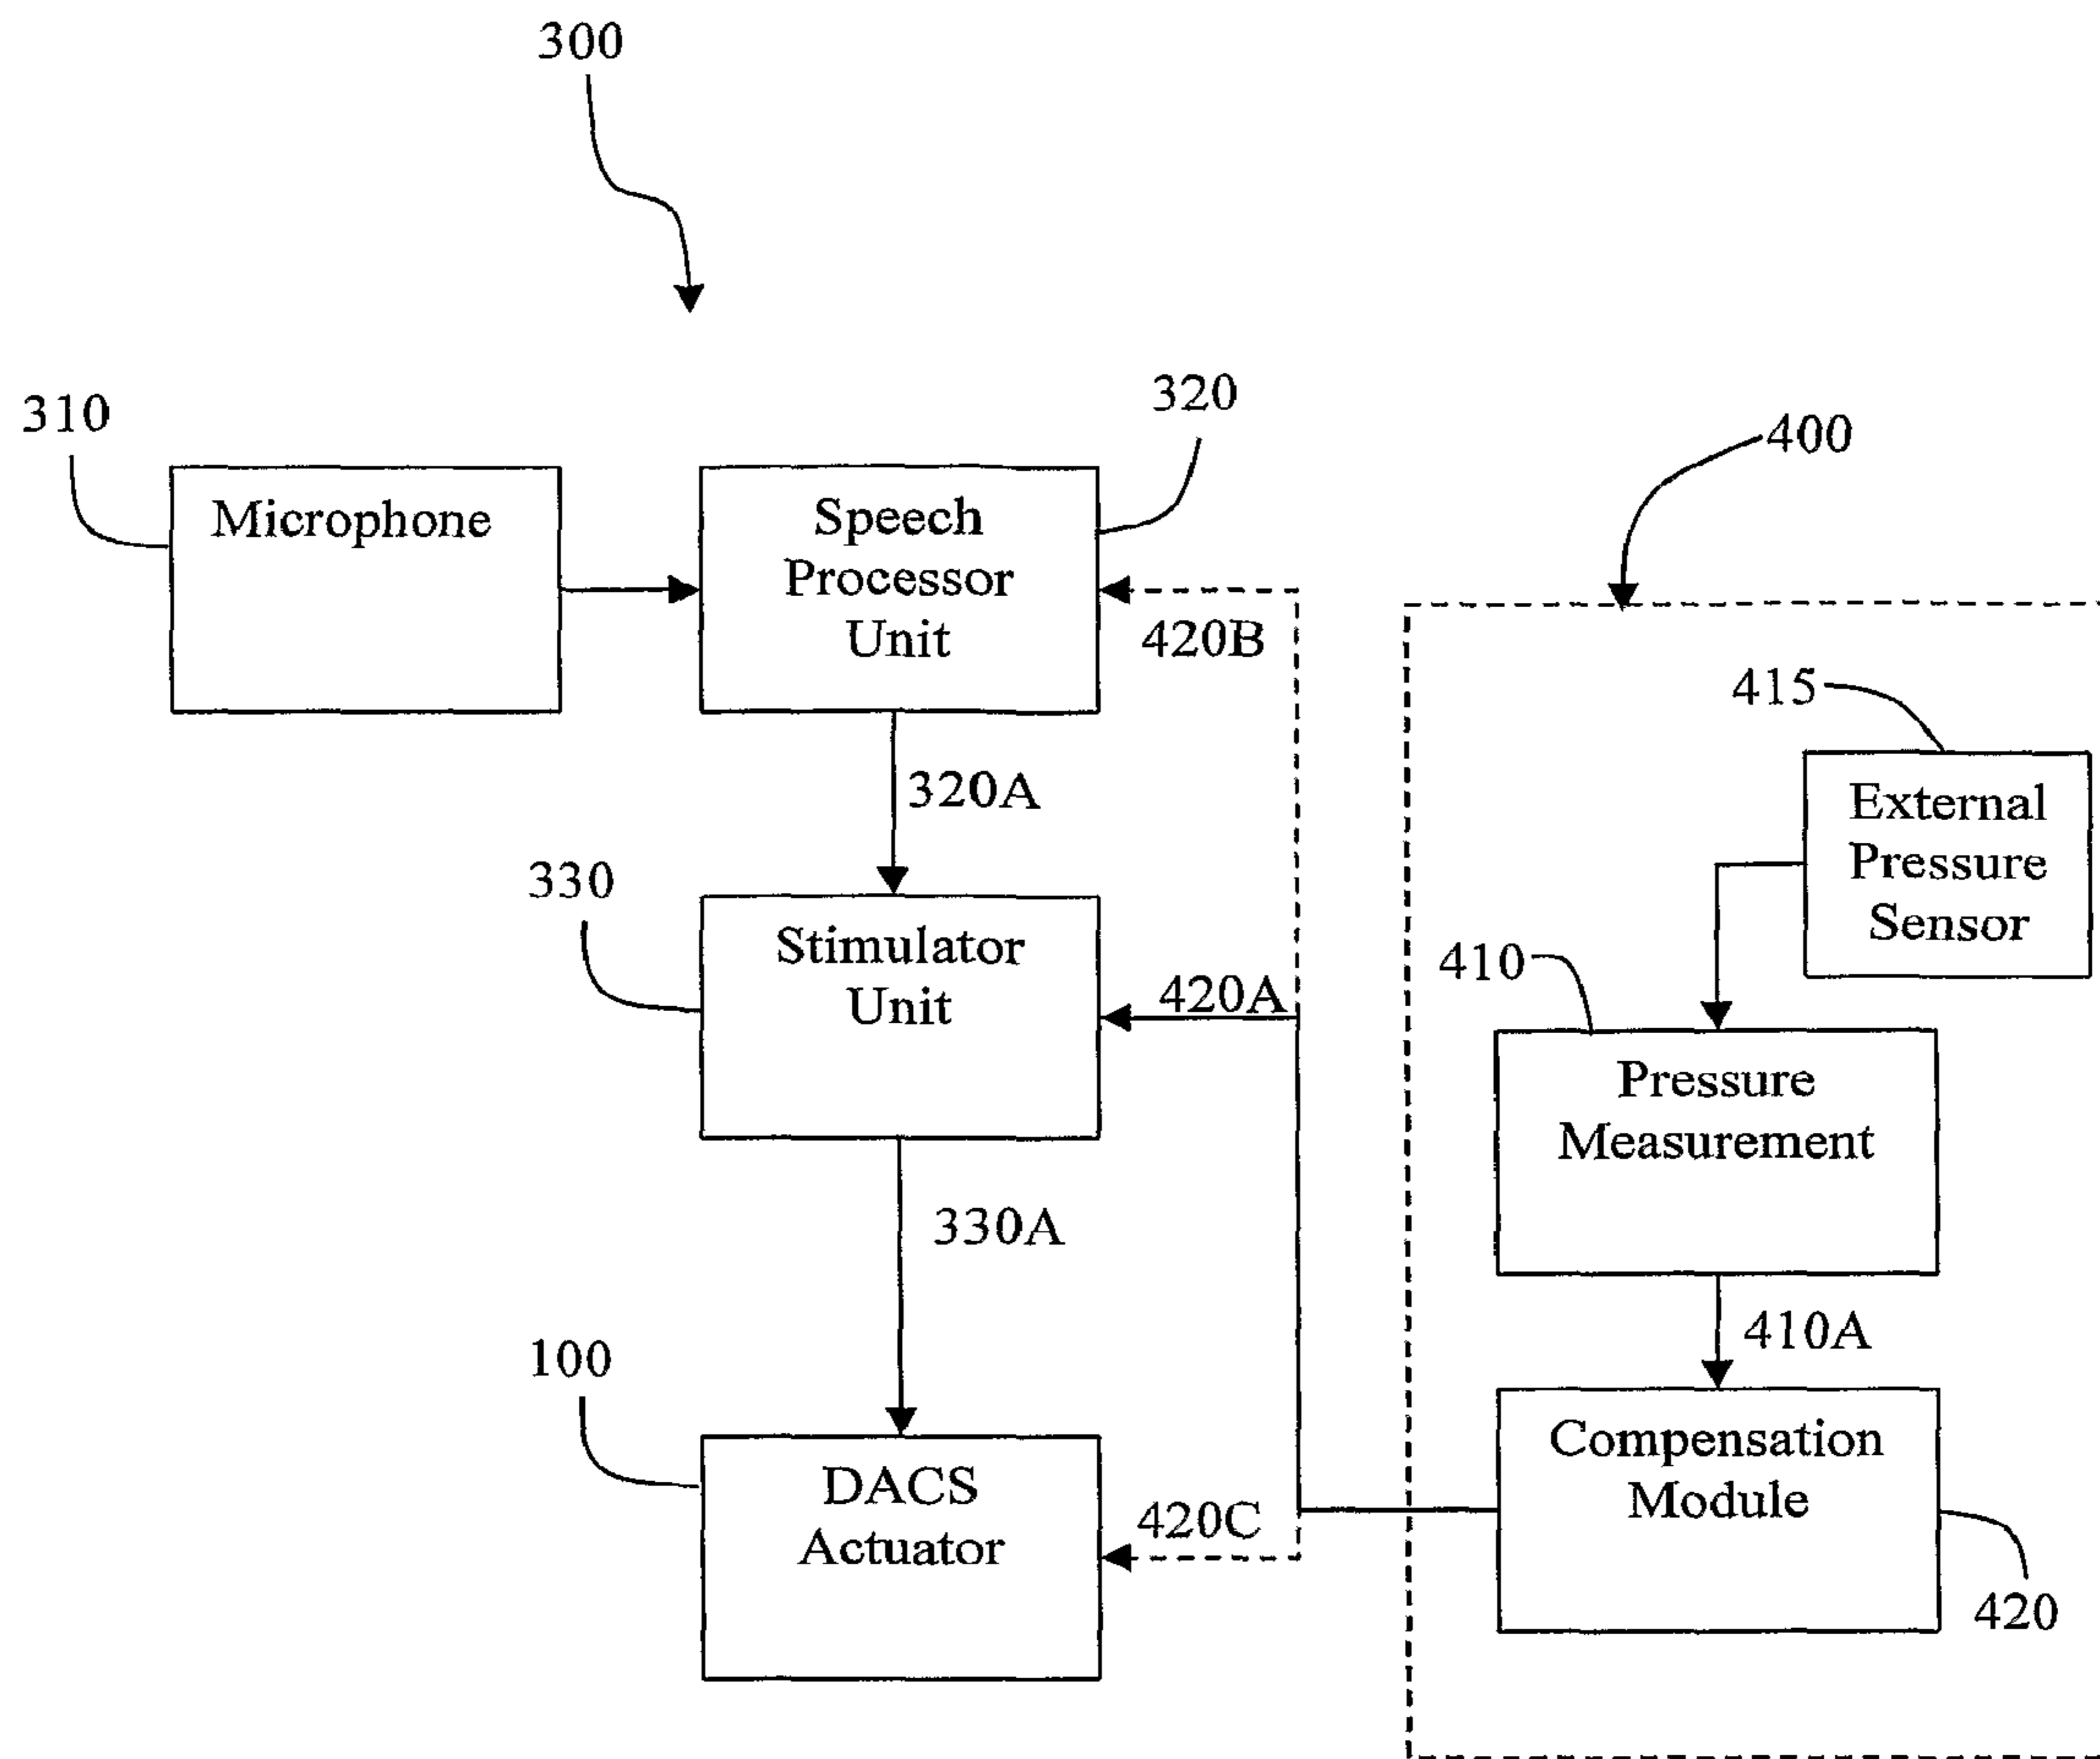 300
310
320
400
Microphone
Speech
Processor
Unit
420B
415
320A
External
Pressure
Sensor
330
Stimulator
Unit
420A
410
Pressure
Measurement
330A
410A
100
DACS
Actuator
420C
Compensation
Module
420